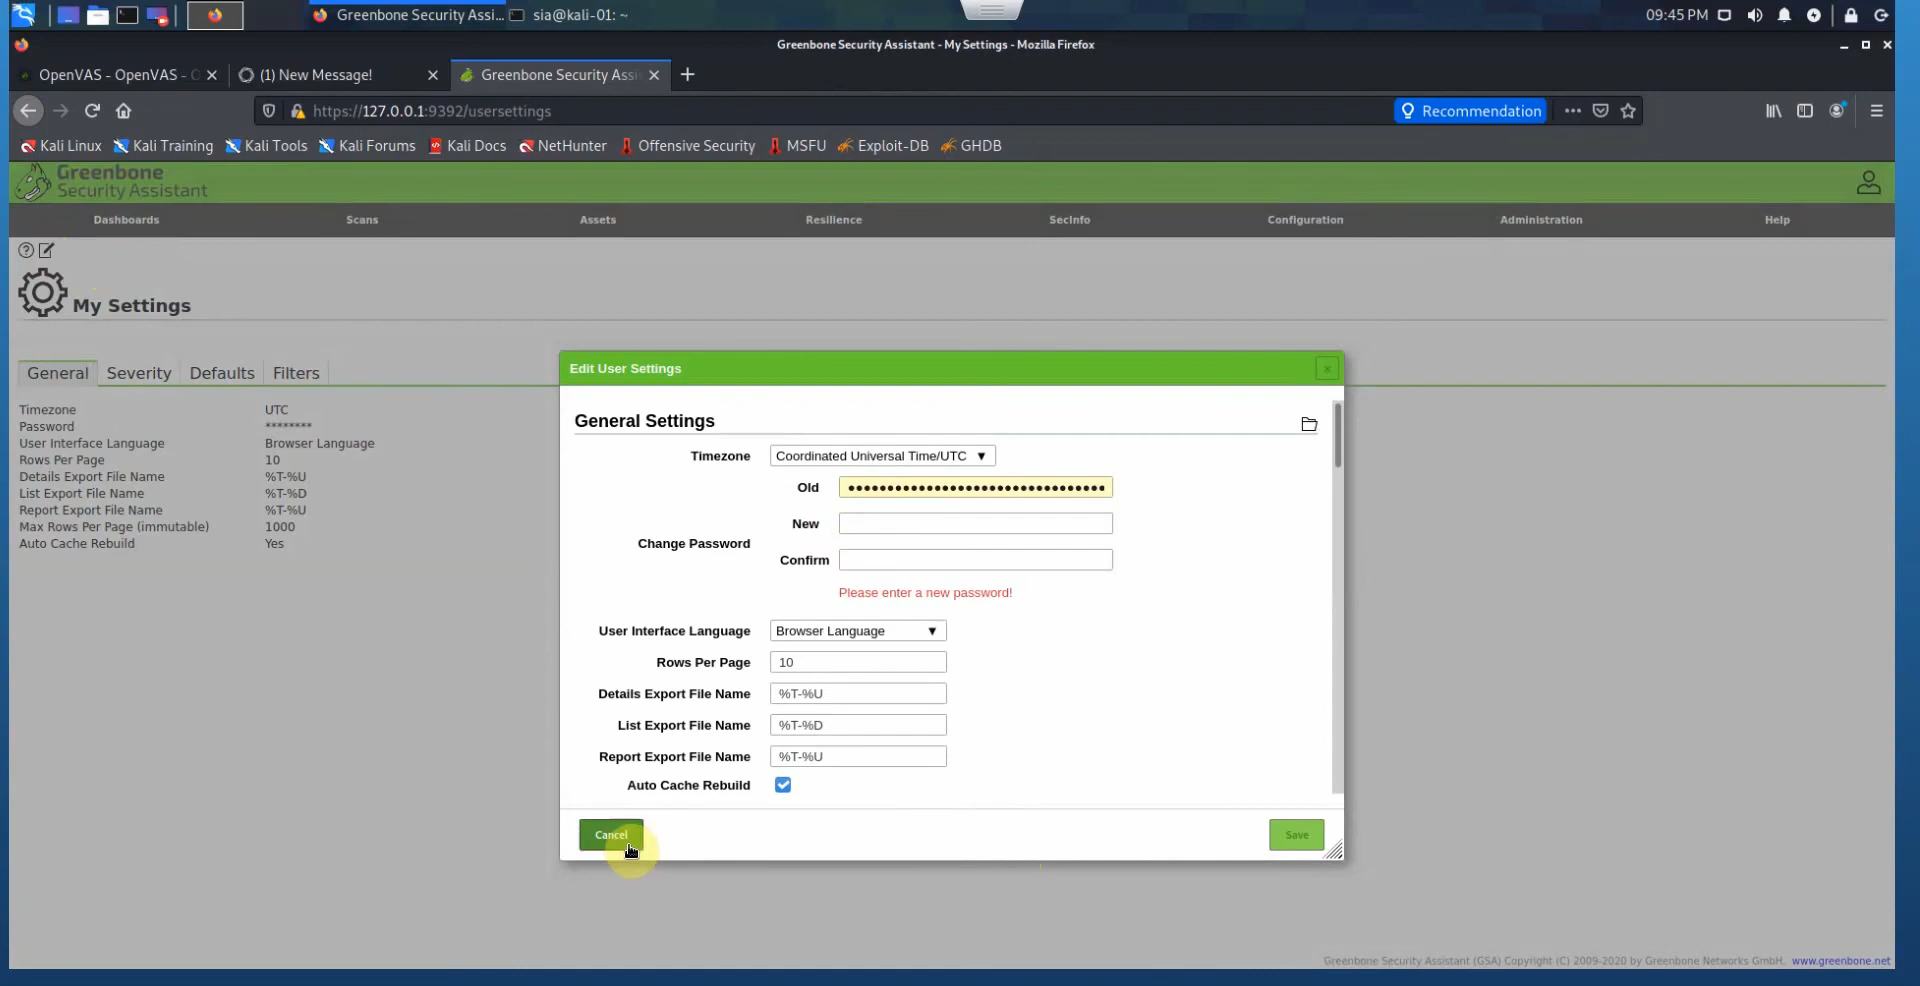 Greenbone Security Assi...
sia@kali-01: ~
09:45 PM
Greenbone Security Assistant - My Settings - Mozilla Firefox
OpenVAS - OpenVAS -
(1) New Message!
Greenbone Security Assi
https://127.0.0.1:9392/usersettings
Recommendation
Kali Linux
Kali Training
Kali Tools
Kali Forums
Kali Docs
NetHunter
Offensive Security
MSFU
Exploit-DB
GHDB
Greenbone
Security Assistant
Dashboards
Scans
Assets
Resilience
SecInfo
Configuration
Administration
Help
My Settings
General
Severity
Defaults
Filters
Timezone UTC
Password ********
User Interface Language Browser Language
Rows Per Page 10
Details Export File Name %T-%U
List Export File Name %T-%D
Report Export File Name %T-%U
Max Rows Per Page (immutable) 1000
Auto Cache Rebuild Yes
Edit User Settings
General Settings
Timezone Coordinated Universal Time/UTC
Old
New
Change Password
Confirm
Please enter a new password!
User Interface Language Browser Language
Rows Per Page 10
Details Export File Name %T-%U
List Export File Name %T-%D
Report Export File Name %T-%U
Auto Cache Rebuild
Cancel
Save
Greenbone Security Assistant (GSA) Copyright (C) 2009-2020 by Greenbone Networks GmbH. www.greenbone.net